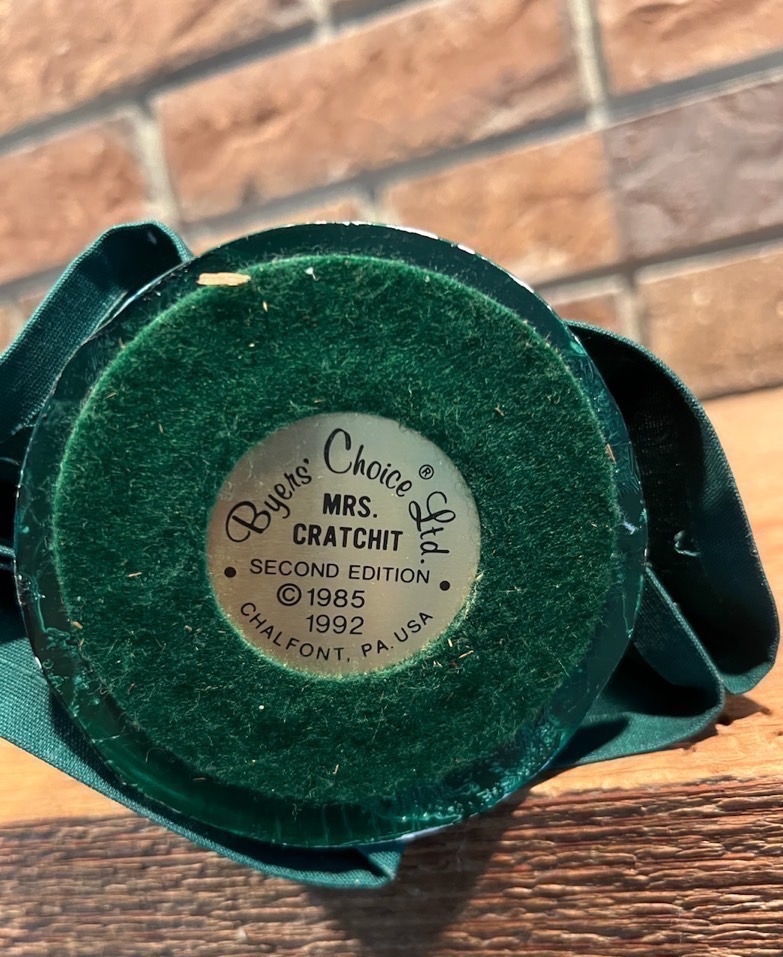 Byers' Choice® Ltd.
MRS.
CRATCHIT
• SECOND EDITION •
© 1985
1992
CHALFONT, PA. USA